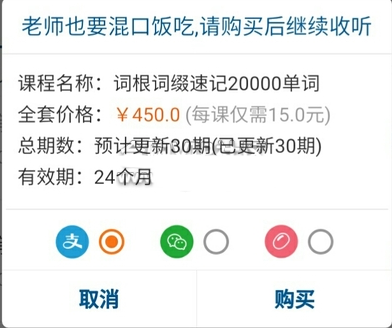 老师也要混口饭吃,请购买后继续收听
课程名称：词根词缀速记20000单词
全套价格：￥450.0 (每课仅需15.0元)
总期数：预计更新30期(已更新30期)
有效期：24个月
支
取消 购买